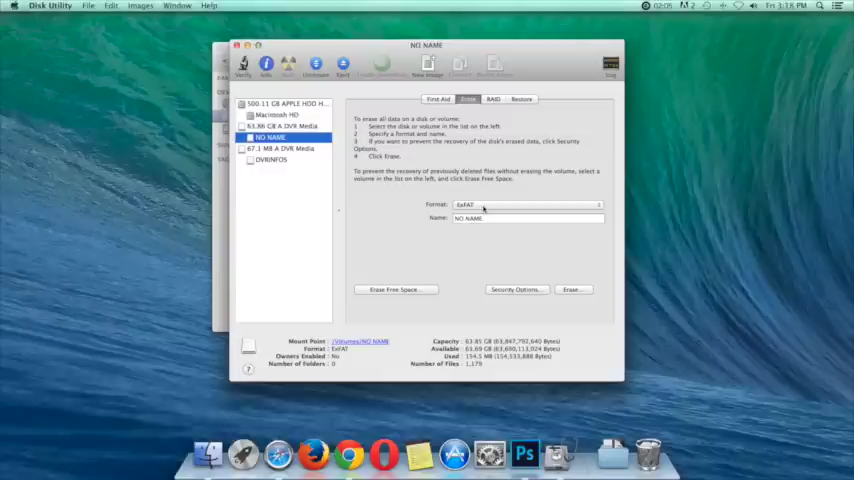 Disk Utility File Edit Images Window Help
02:05 2 Fri 3:18 PM
NO NAME
Verify Info Unmount Eject New Image Log
500.11 GB APPLE HDD H...
Macintosh HD
63.86 GB A DVR Media
NO NAME
67.1 MB A DVR Media
DVRINFOS
First Aid Erase RAID Restore
To erase all data on a disk or volume:
1 Select the disk or volume in the list on the left.
2 Specify a format and name.
3 If you want to prevent the recovery of the disk's erased data, click Security
Options.
4 Click Erase.
To prevent the recovery of previously deleted files without erasing the volume, select a
volume in the list on the left, and click Erase Free Space.
Format: ExFAT
Name: NO NAME
Erase Free Space... Security Options... Erase...
Mount Point : /Volumes/NO NAME
Format : ExFAT
Owners Enabled : No
Number of Folders : 0
Capacity : 63.85 GB (63,847,792,640 Bytes)
Available : 63.69 GB (63,690,113,024 Bytes)
Used : 154.5 MB (154,533,888 Bytes)
Number of Files : 1,179
?
Ps